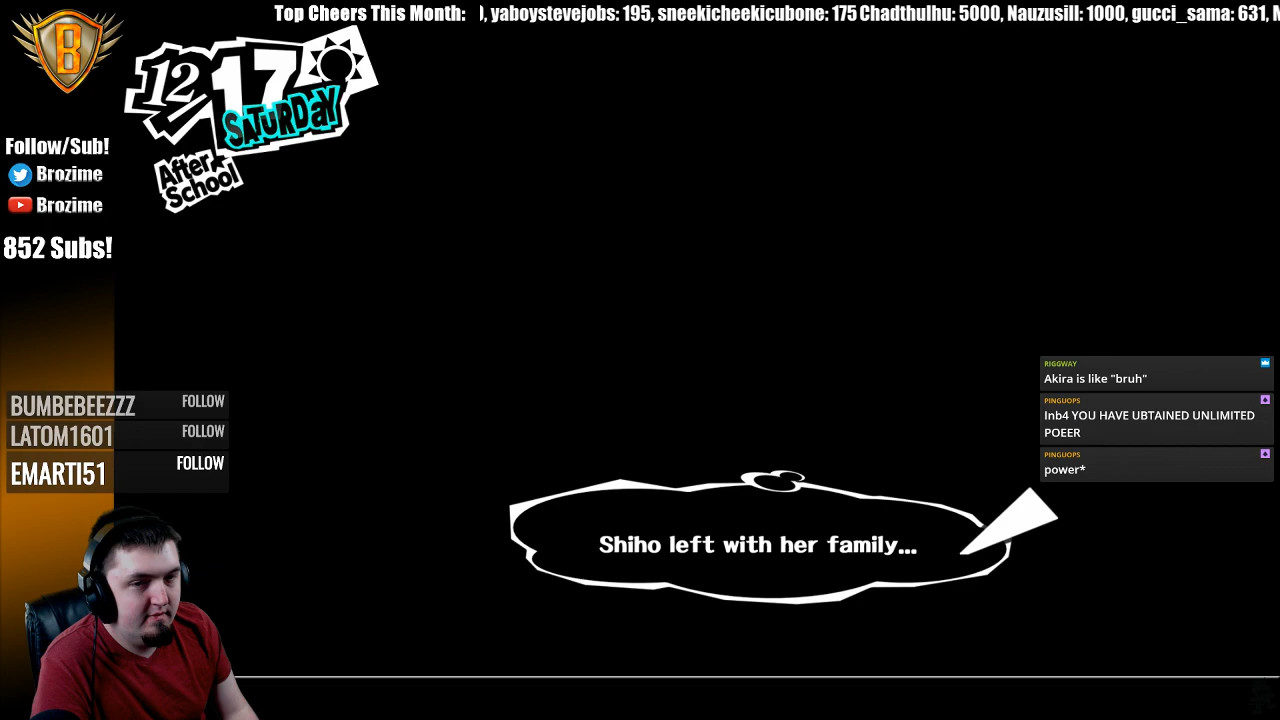 Top Cheers This Month: ), yaboystevejobs: 195, sneekicheekicubone: 175 Chadthulhu: 5000, Nauzusill: 1000, gucci_sama: 631,
B
12 17
SATURDAY
After School
Follow/Sub!
Brozime
Brozime
852 Subs!
RIGGWAY
Akira is like "bruh"
PINGUOPS
Inb4 YOU HAVE UBTAINED UNLIMITED
POEER
PINGUOPS
power*
BUMBEBEEZZZ FOLLOW
LATOM1601 FOLLOW
EMARTI51 FOLLOW
Shiho left with her family...